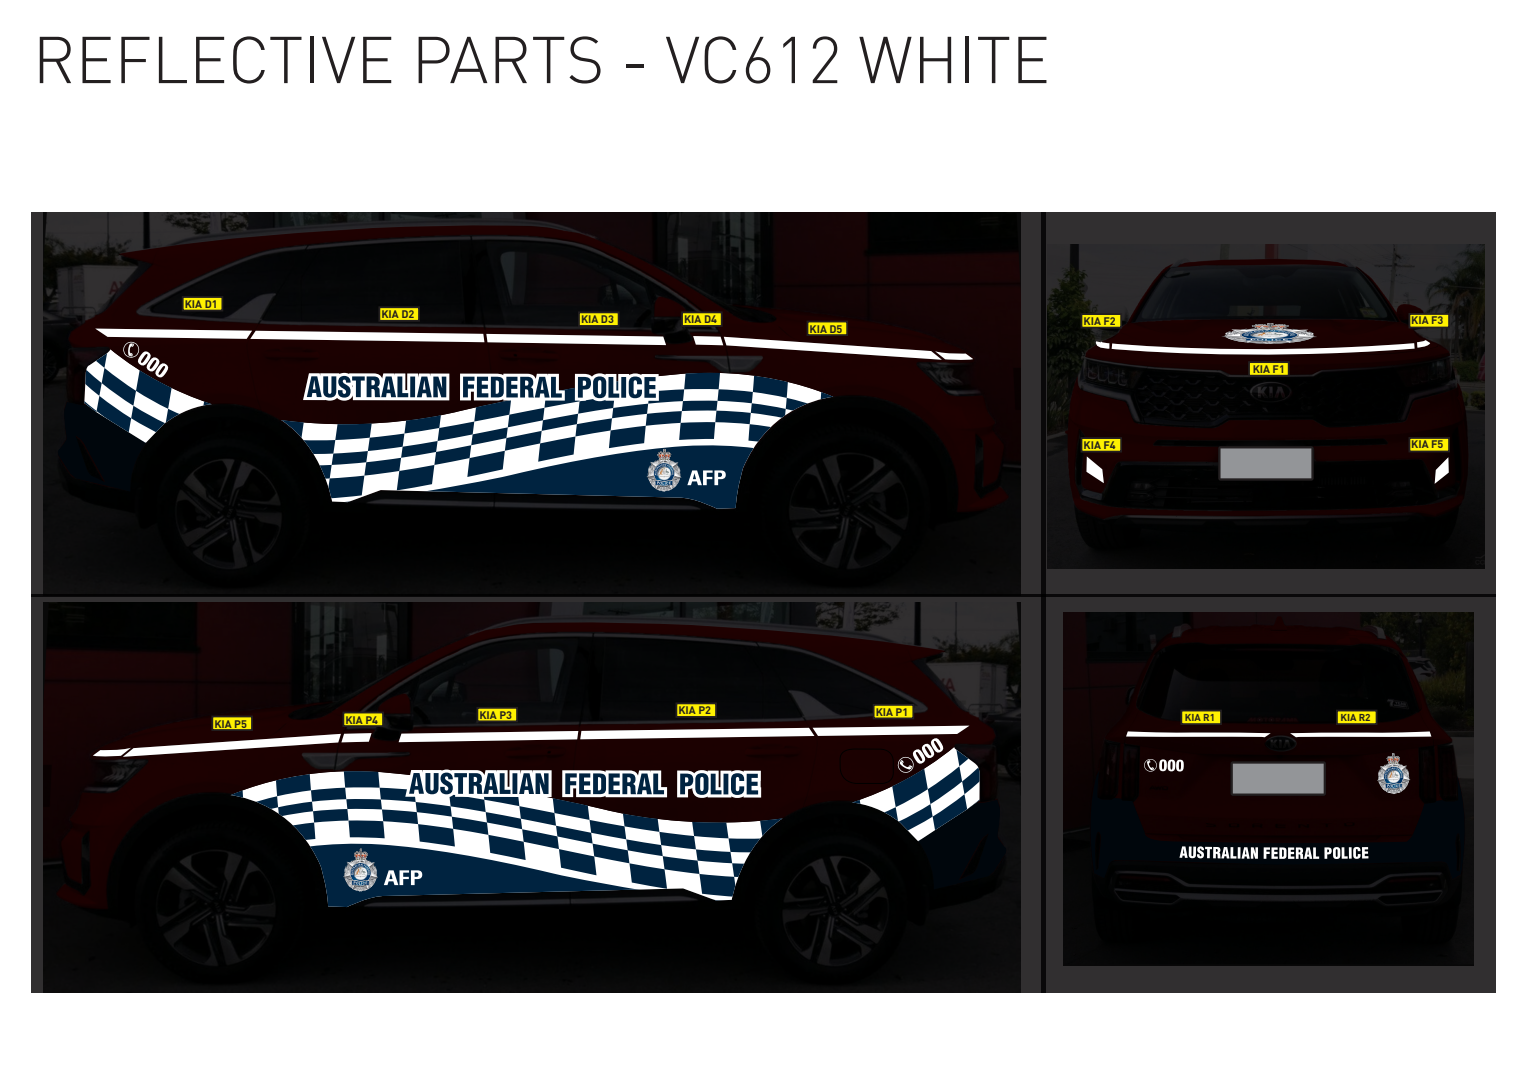 REFLECTIVE PARTS - VC612 WHITE
KIA D1
KIA D2
KIA D3
KIA D4
KIA D5
000
AUSTRALIAN FEDERAL POLICE
AFP
KIA F2
KIA F3
POLICE
KIA F1
KIA
KIA F4
KIA F5
KIA P5
KIA P4
KIA P3
KIA P2
KIA P1
000
AUSTRALIAN FEDERAL POLICE
AFP
KIA R1
KIA R2
KIA
000
AUSTRALIAN FEDERAL POLICE